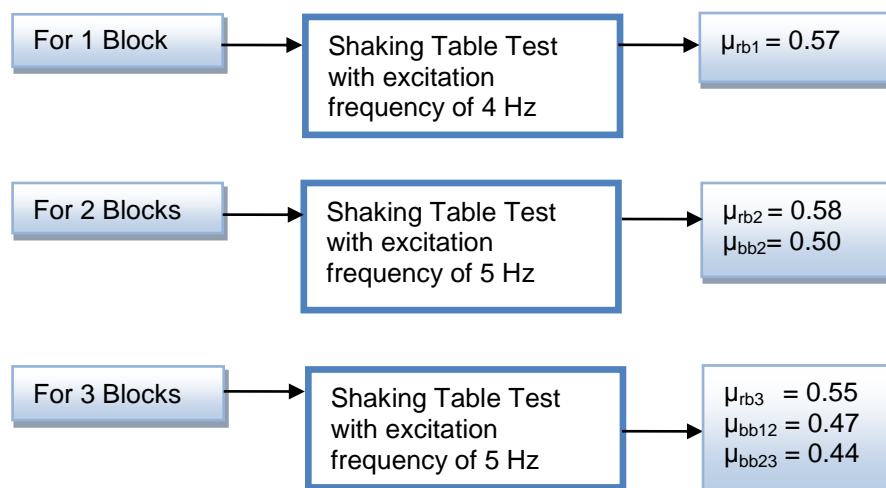 For 1 Block
Shaking Table Test
with excitation
frequency of 4 Hz
μrb1 = 0.57
For 2 Blocks
Shaking Table Test
with excitation
frequency of 5 Hz
μrb2 = 0.58
μbb2= 0.50
For 3 Blocks
Shaking Table Test
with excitation
frequency of 5 Hz
μrb3 = 0.55
μbb12 = 0.47
μbb23 = 0.44